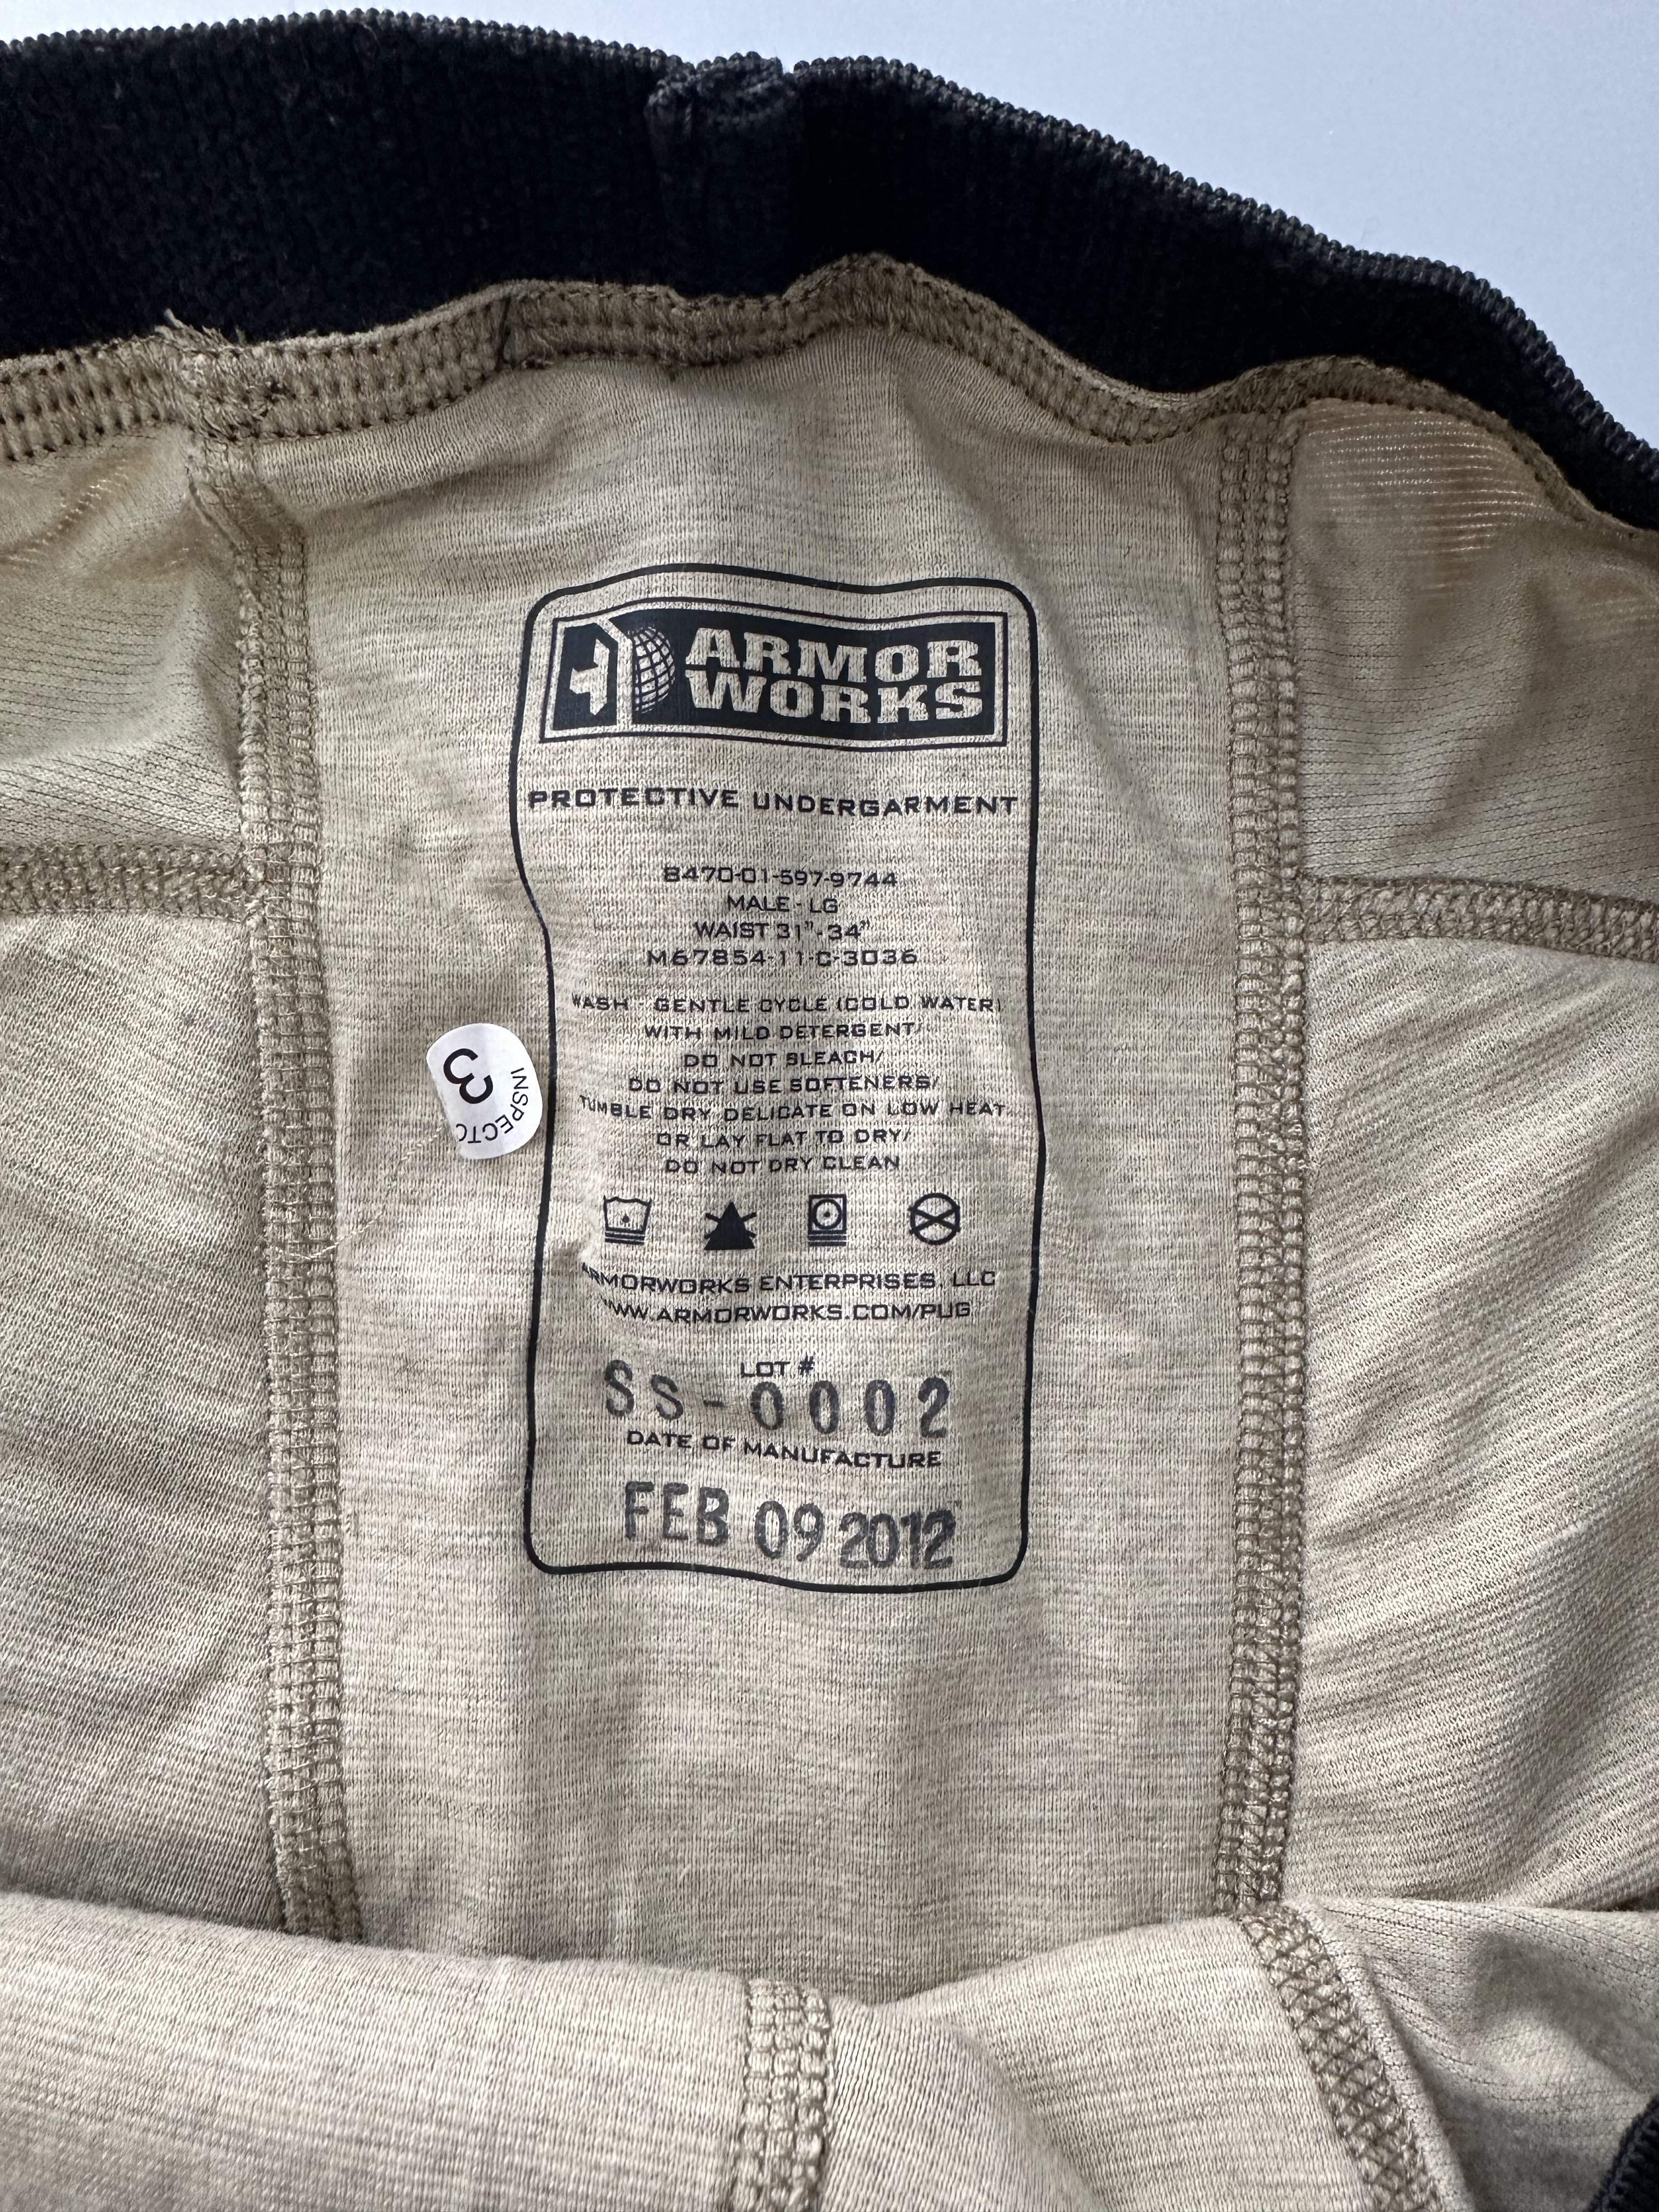 ARMOR
WORKS
PROTECTIVE UNDERGARMENT
8470-01-597-9744
MALE - LG
WAIST 31"-34"
M67854-11-C-3036
WASH - GENTLE CYCLE (COLD WATER)
WITH MILD DETERGENT/
DO NOT BLEACH/
DO NOT USE SOFTENERS/
TUMBLE DRY DELICATE ON LOW HEAT
OR LAY FLAT TO DRY/
DO NOT DRY CLEAN
ARMORWORKS ENTERPRISES, LLC
WWW.ARMORWORKS.COM/PUG
LOT #
SS-0002
DATE OF MANUFACTURE
FEB 09 2012
INSPECTO
3